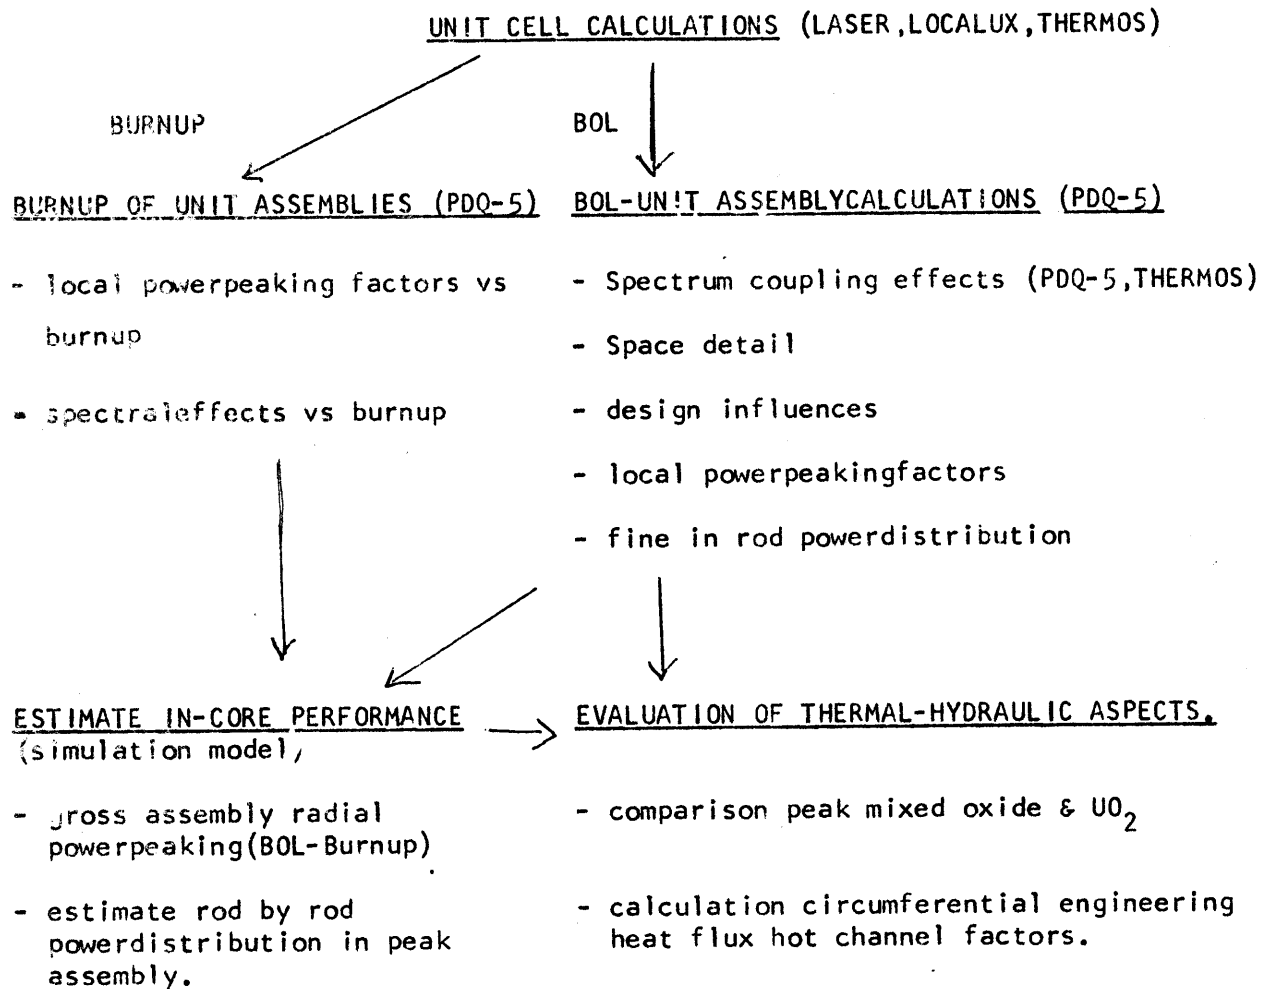 UNIT CELL CALCULATIONS (LASER,LOCALUX,THERMOS)
BURNUP
BOL
BURNUP OF UNIT ASSEMBLIES (PDQ-5)
- local powerpeaking factors vs
burnup
- spectraleffects vs burnup
BOL-UNIT ASSEMBLYCALCULATIONS (PDQ-5)
- Spectrum coupling effects (PDQ-5,THERMOS)
- Space detail
- design influences
- local powerpeakingfactors
- fine in rod powerdistribution
ESTIMATE IN-CORE PERFORMANCE
(simulation model)
- gross assembly radial
powerpeaking(BOL-Burnup)
- estimate rod by rod
powerdistribution in peak
assembly.
EVALUATION OF THERMAL-HYDRAULIC ASPECTS.
- comparison peak mixed oxide & UO2
- calculation circumferential engineering
heat flux hot channel factors.